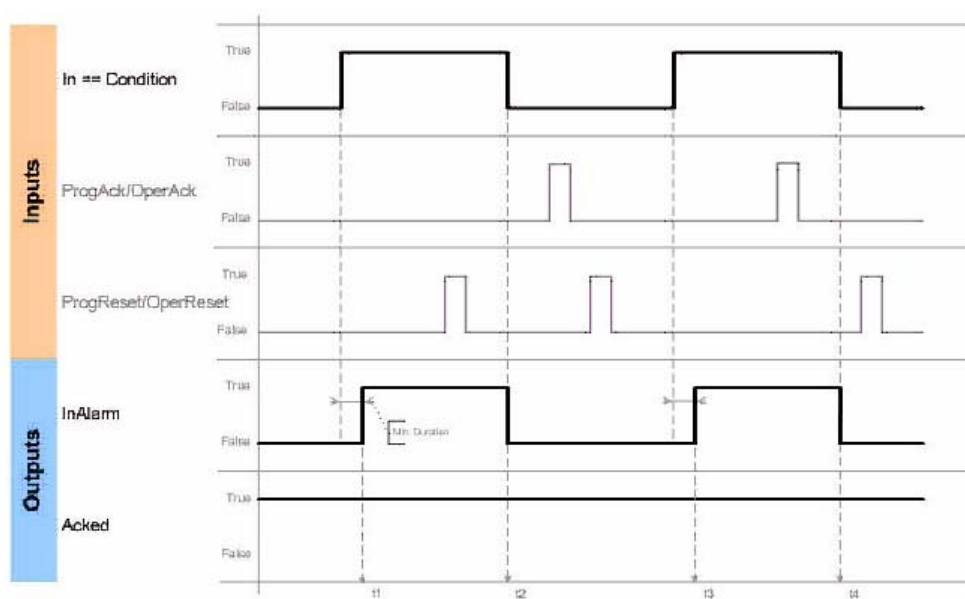 Inputs
In == Condition
True
False
ProgAck/OperAck
True
False
ProgReset/OperReset
True
False
Outputs
InAlarm
True
False
Min. Duration
Acked
True
False
t1
t2
t3
t4